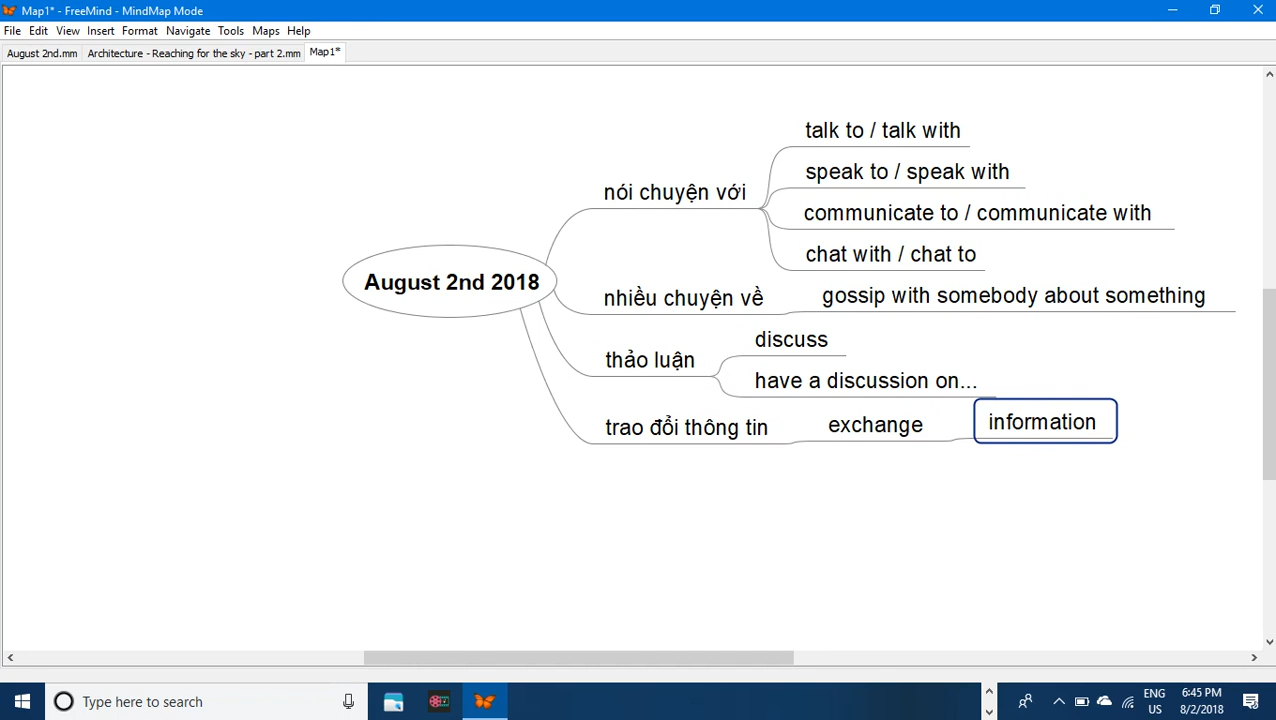 Map1* - FreeMind - MindMap Mode
File Edit View Insert Format Navigate Tools Maps Help
August 2nd.mm Architecture - Reaching for the sky - part 2.mm Map1*
talk to / talk with
nói chuyện với
speak to / speak with
communicate to / communicate with
chat with / chat to
August 2nd 2018
nhiều chuyện về
gossip with somebody about something
thảo luận
discuss
have a discussion on...
trao đổi thông tin
exchange
information
Type here to search
ENG
US
6:45 PM
8/2/2018